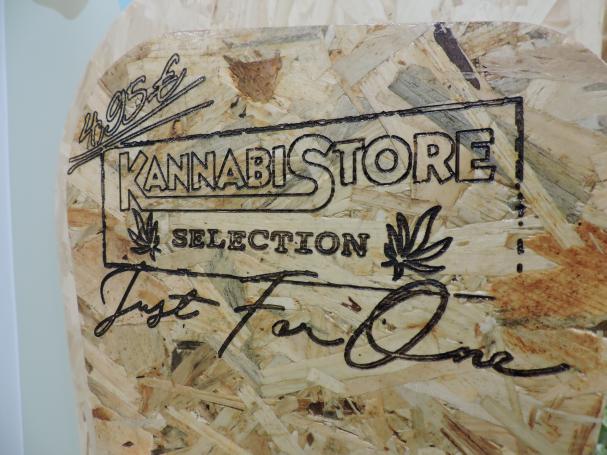 4,95 €
KANNABISTORE
SELECTION
Just For One